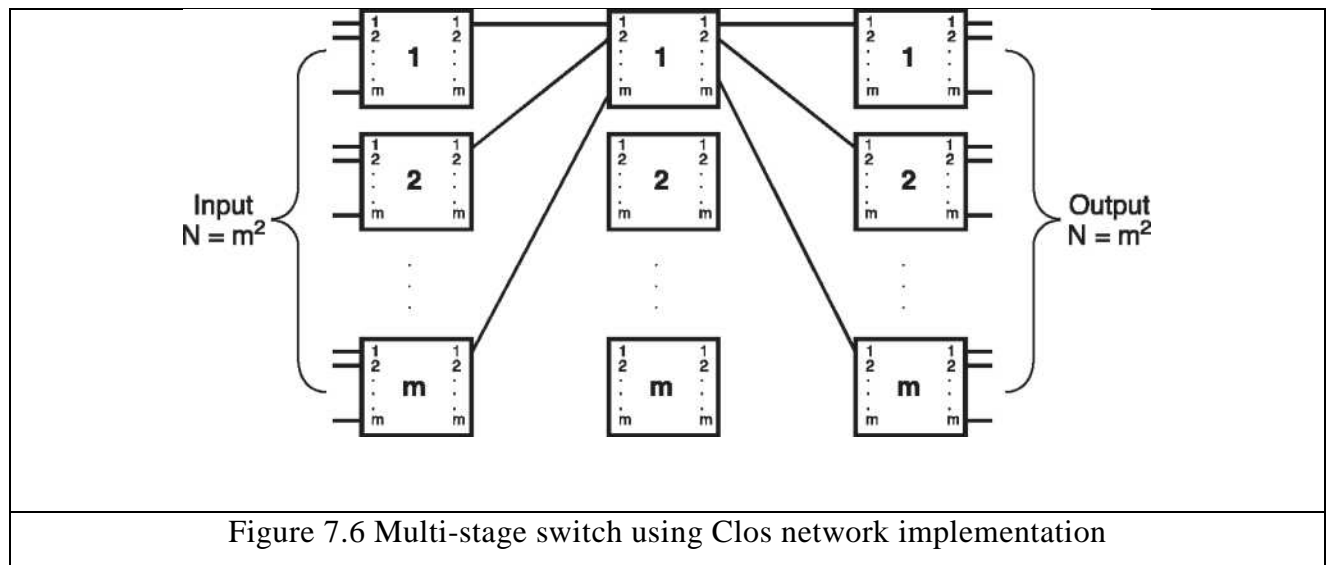 1 1 1 1 1 1
2 2 2 2 2 2
1 1 1
. . . . . .
. . . . . .
m m m m m m
1 1 1 1 1 1
2 2 2 2 2 2
2 2 2
. . . . . .
. . . . . .
m m m m m m
Input
N = m²
Output
N = m²
. . .
. . .
. . .
1 1 1 1 1 1
2 2 2 2 2 2
m m m
. . . . . .
. . . . . .
m m m m m m
Figure 7.6 Multi-stage switch using Clos network implementation